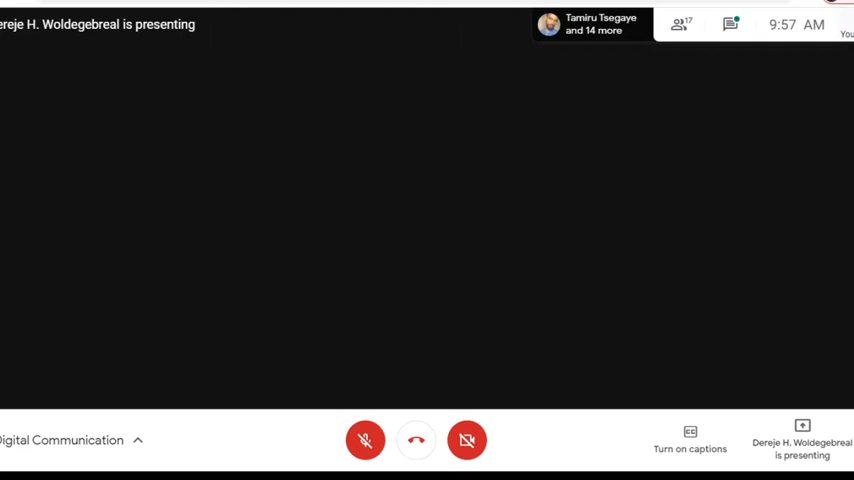 ereje H. Woldegebreal is presenting
Tamiru Tsegaye
and 14 more
17
9:57 AM
You
Digital Communication
Turn on captions
Dereje H. Woldegebreal
is presenting